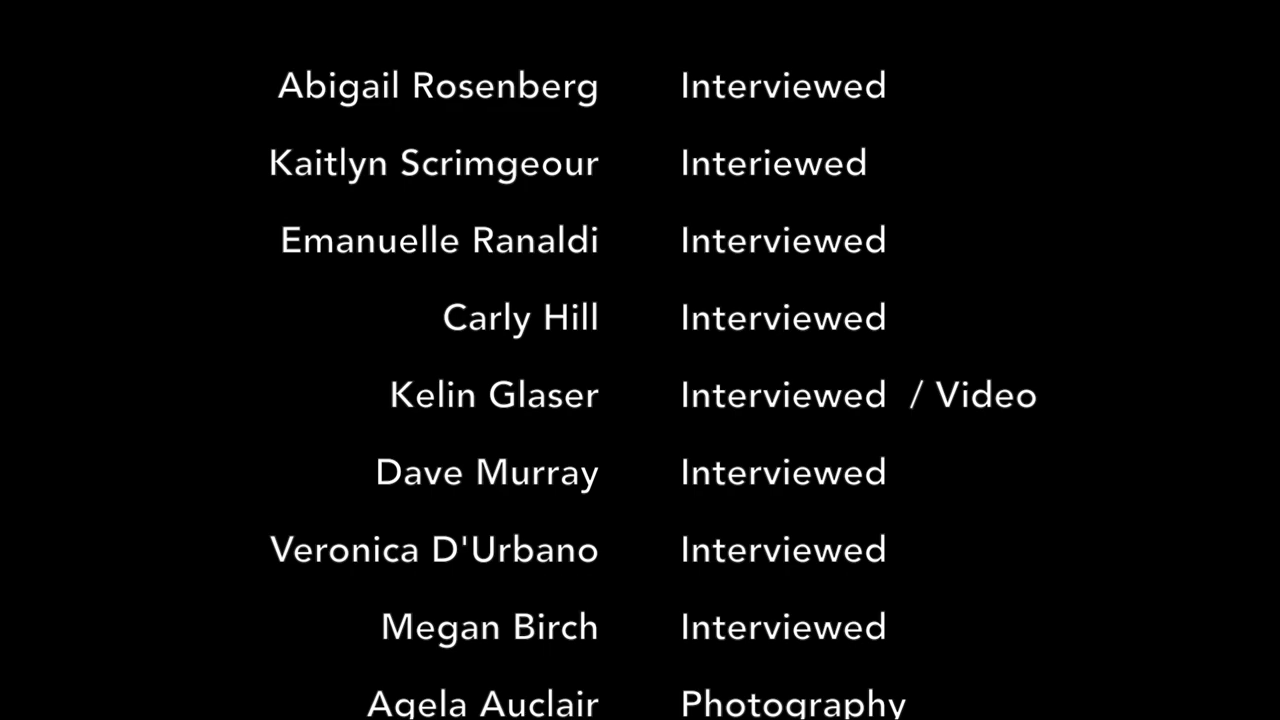 Abigail Rosenberg Interviewed
Kaitlyn Scrimgeour Interiewed
Emanuelle Ranaldi Interviewed
Carly Hill Interviewed
Kelin Glaser Interviewed / Video
Dave Murray Interviewed
Veronica D'Urbano Interviewed
Megan Birch Interviewed
Agela Auclair Photography